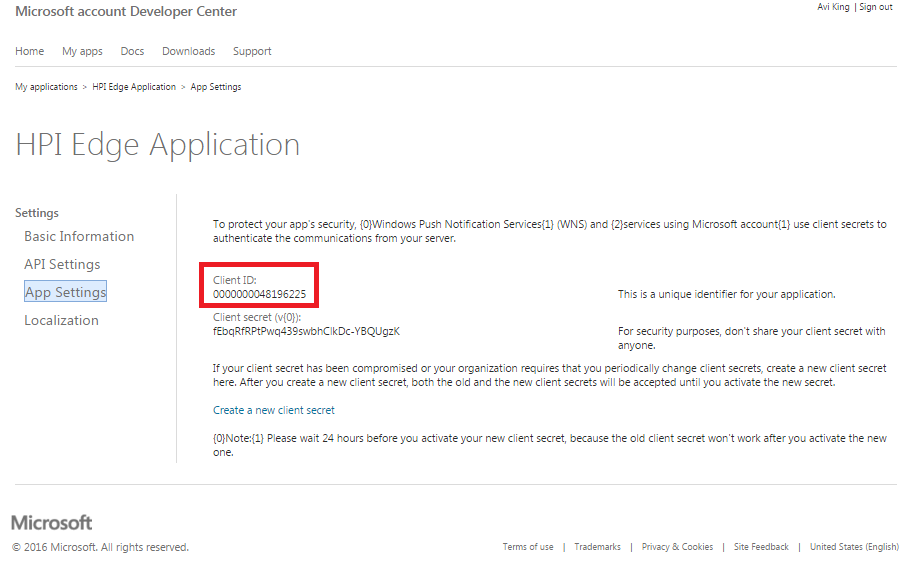 Microsoft account Developer Center
Avi King | Sign out
Home My apps Docs Downloads Support
My applications > HPI Edge Application > App Settings
HPI Edge Application
Settings
Basic Information
API Settings
App Settings
Localization
To protect your app's security, {0}Windows Push Notification Services{1} (WNS) and {2}services using Microsoft account{1} use client secrets to
authenticate the communications from your server.
Client ID:
0000000048196225
This is a unique identifier for your application.
Client secret (v{0}):
fEbqRfRPtPwq439swbhClkDc-YBQUgzK
For security purposes, don't share your client secret with
anyone.
If your client secret has been compromised or your organization requires that you periodically change client secrets, create a new client secret
here. After you create a new client secret, both the old and the new client secrets will be accepted until you activate the new secret.
Create a new client secret
{0}Note:{1} Please wait 24 hours before you activate your new client secret, because the old client secret won't work after you activate the new
one.
Microsoft
© 2016 Microsoft. All rights reserved.
Terms of use | Trademarks | Privacy & Cookies | Site Feedback | United States (English)